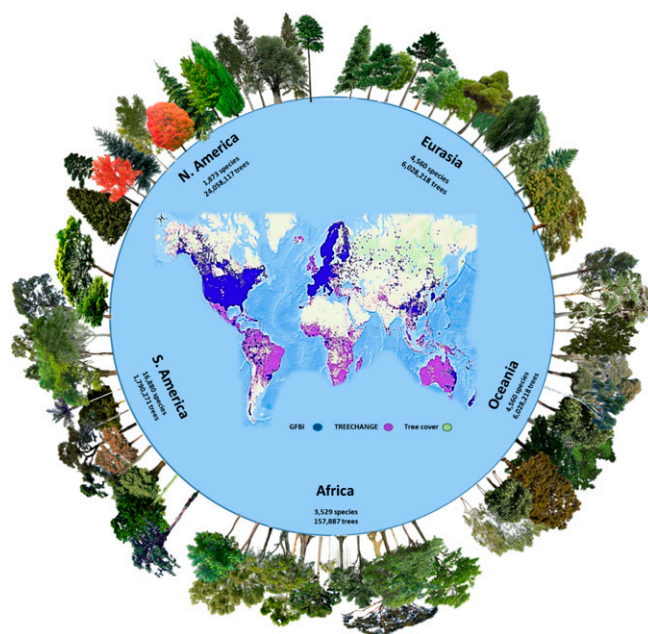 N. America
1,873 species
24,058,117 trees
Eurasia
4,560 species
6,028,218 trees
S. America
16,880 species
1,790,271 trees
Oceania
4,560 species
6,028,218 trees
GFBi TREECHANGE Tree cover
Africa
3,529 species
157,887 trees